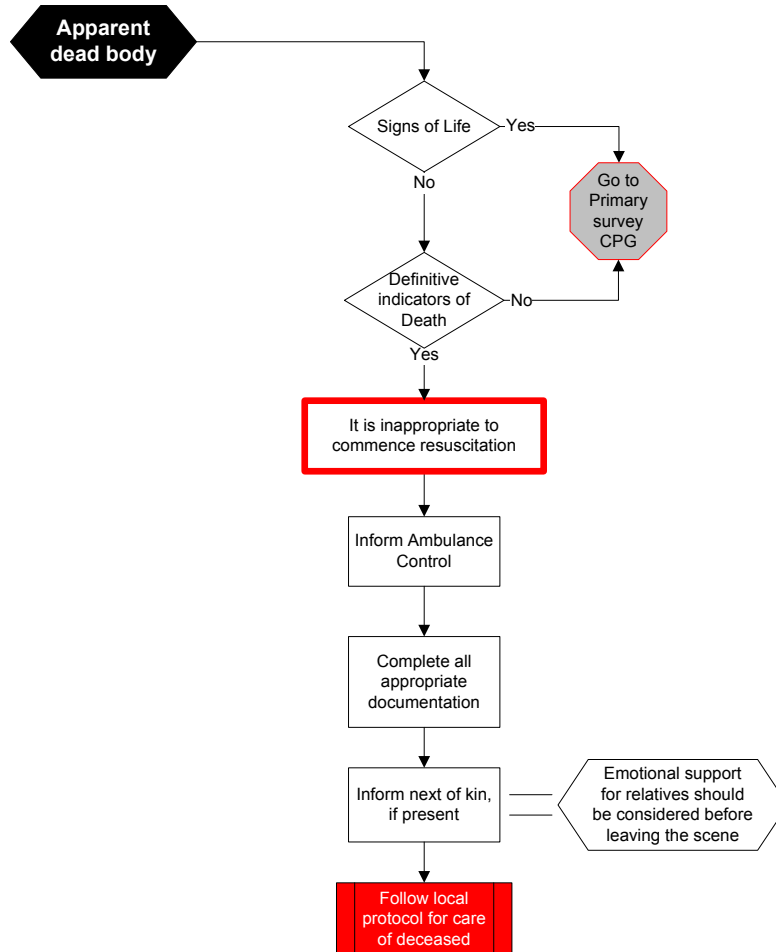 Apparent
dead body
Signs of Life
Yes
No
Go to
Primary
survey
CPG
Definitive
indicators of
Death
No
Yes
It is inappropriate to
commence resuscitation
Inform Ambulance
Control
Complete all
appropriate
documentation
Inform next of kin,
if present
Emotional support
for relatives should
be considered before
leaving the scene
Follow local
protocol for care
of deceased